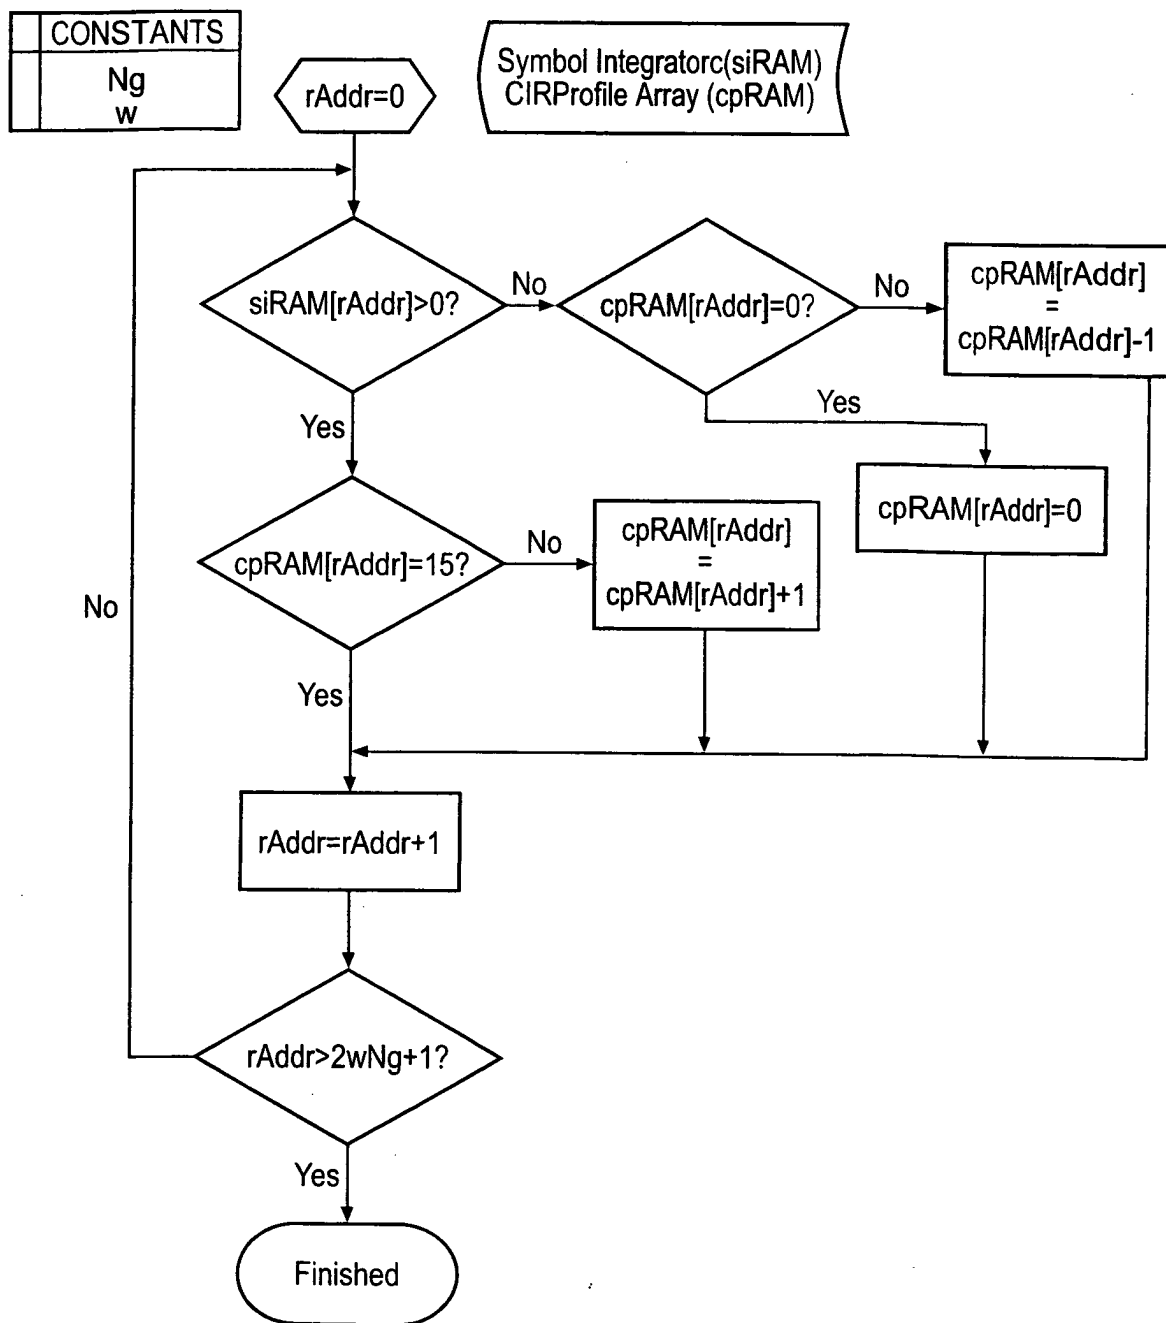 CONSTANTS
Ng
w
rAddr=0
Symbol Integratorc(siRAM)
CIRProfile Array (cpRAM)
siRAM[rAddr]>0?
No
cpRAM[rAddr]=0?
No
cpRAM[rAddr]
=
cpRAM[rAddr]-1
Yes
Yes
cpRAM[rAddr]=0
cpRAM[rAddr]=15?
No
cpRAM[rAddr]
=
cpRAM[rAddr]+1
No
Yes
rAddr=rAddr+1
rAddr>2wNg+1?
Yes
Finished